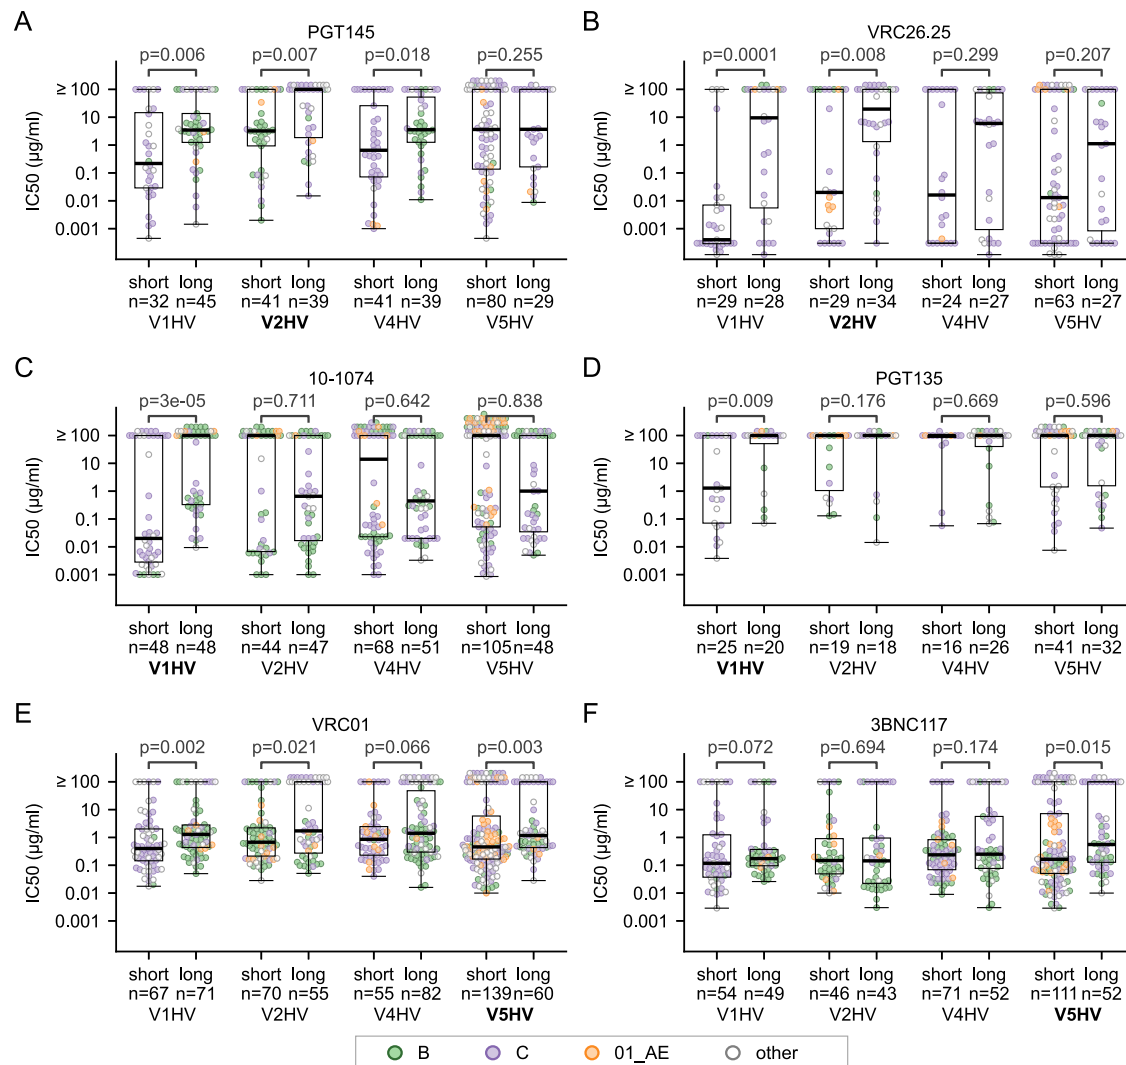 A
PGT145
p=0.006 p=0.007 p=0.018 p=0.255
IC50 (µg/ml)
≥ 100
10
1
0.1
0.01
0.001
short long short long short long short long
n=32 n=45 n=41 n=39 n=41 n=39 n=80 n=29
V1HV V2HV V4HV V5HV
B
VRC26.25
p=0.0001 p=0.008 p=0.299 p=0.207
IC50 (µg/ml)
≥ 100
10
1
0.1
0.01
0.001
short long short long short long short long
n=29 n=28 n=29 n=34 n=24 n=27 n=63 n=27
V1HV V2HV V4HV V5HV
C
10-1074
p=3e-05 p=0.711 p=0.642 p=0.838
IC50 (µg/ml)
≥ 100
10
1
0.1
0.01
0.001
short long short long short long short long
n=48 n=48 n=44 n=47 n=68 n=51 n=105 n=48
V1HV V2HV V4HV V5HV
D
PGT135
p=0.009 p=0.176 p=0.669 p=0.596
IC50 (µg/ml)
≥ 100
10
1
0.1
0.01
0.001
short long short long short long short long
n=25 n=20 n=19 n=18 n=16 n=26 n=41 n=32
V1HV V2HV V4HV V5HV
E
VRC01
p=0.002 p=0.021 p=0.066 p=0.003
IC50 (µg/ml)
≥ 100
10
1
0.1
0.01
0.001
short long short long short long short long
n=67 n=71 n=70 n=55 n=55 n=82 n=139 n=60
V1HV V2HV V4HV V5HV
F
3BNC117
p=0.072 p=0.694 p=0.174 p=0.015
IC50 (µg/ml)
≥ 100
10
1
0.1
0.01
0.001
short long short long short long short long
n=54 n=49 n=46 n=43 n=71 n=52 n=111 n=52
V1HV V2HV V4HV V5HV
B C 01_AE other